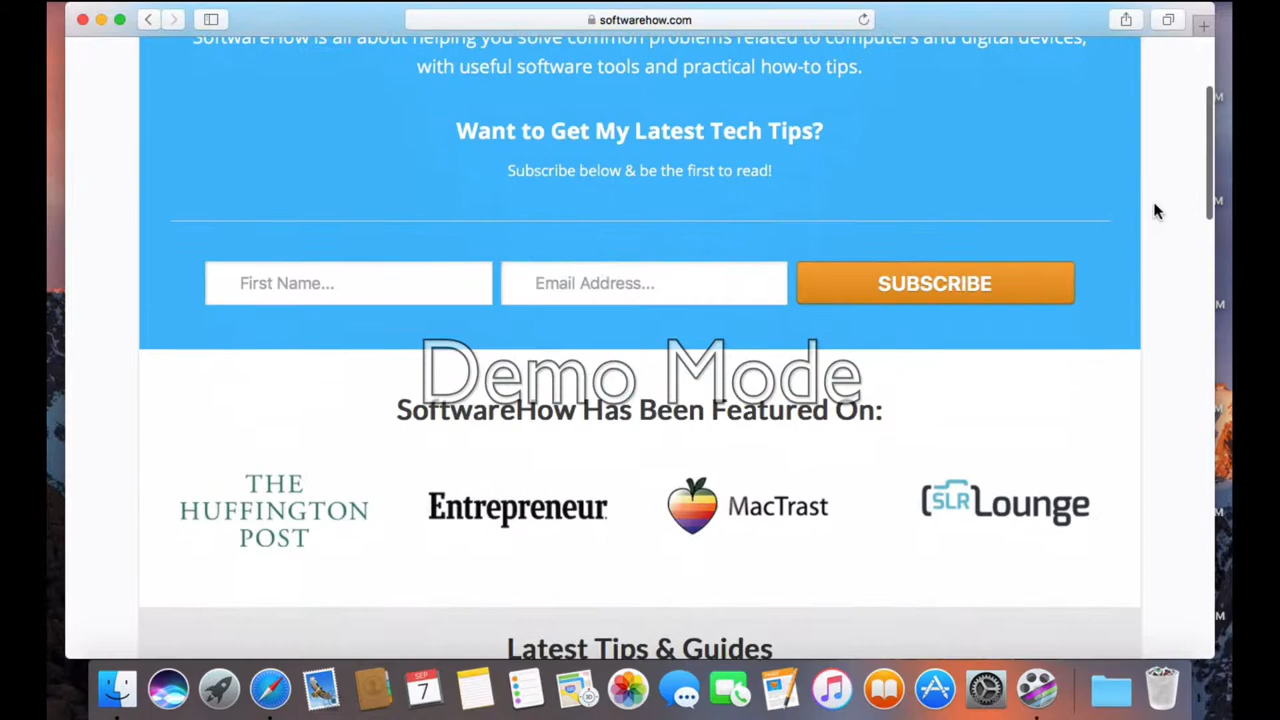 softwarehow.com
SoftwareHow is all about helping you solve common problems related to computers and digital devices,
with useful software tools and practical how-to tips.
Want to Get My Latest Tech Tips?
Subscribe below & be the first to read!
First Name...
Email Address...
SUBSCRIBE
Demo Mode
SoftwareHow Has Been Featured On:
THE
HUFFINGTON
POST
Entrepreneur
MacTrast
SLR Lounge
Latest Tips & Guides
M
M
M
M
M
M
SEP
7
3D